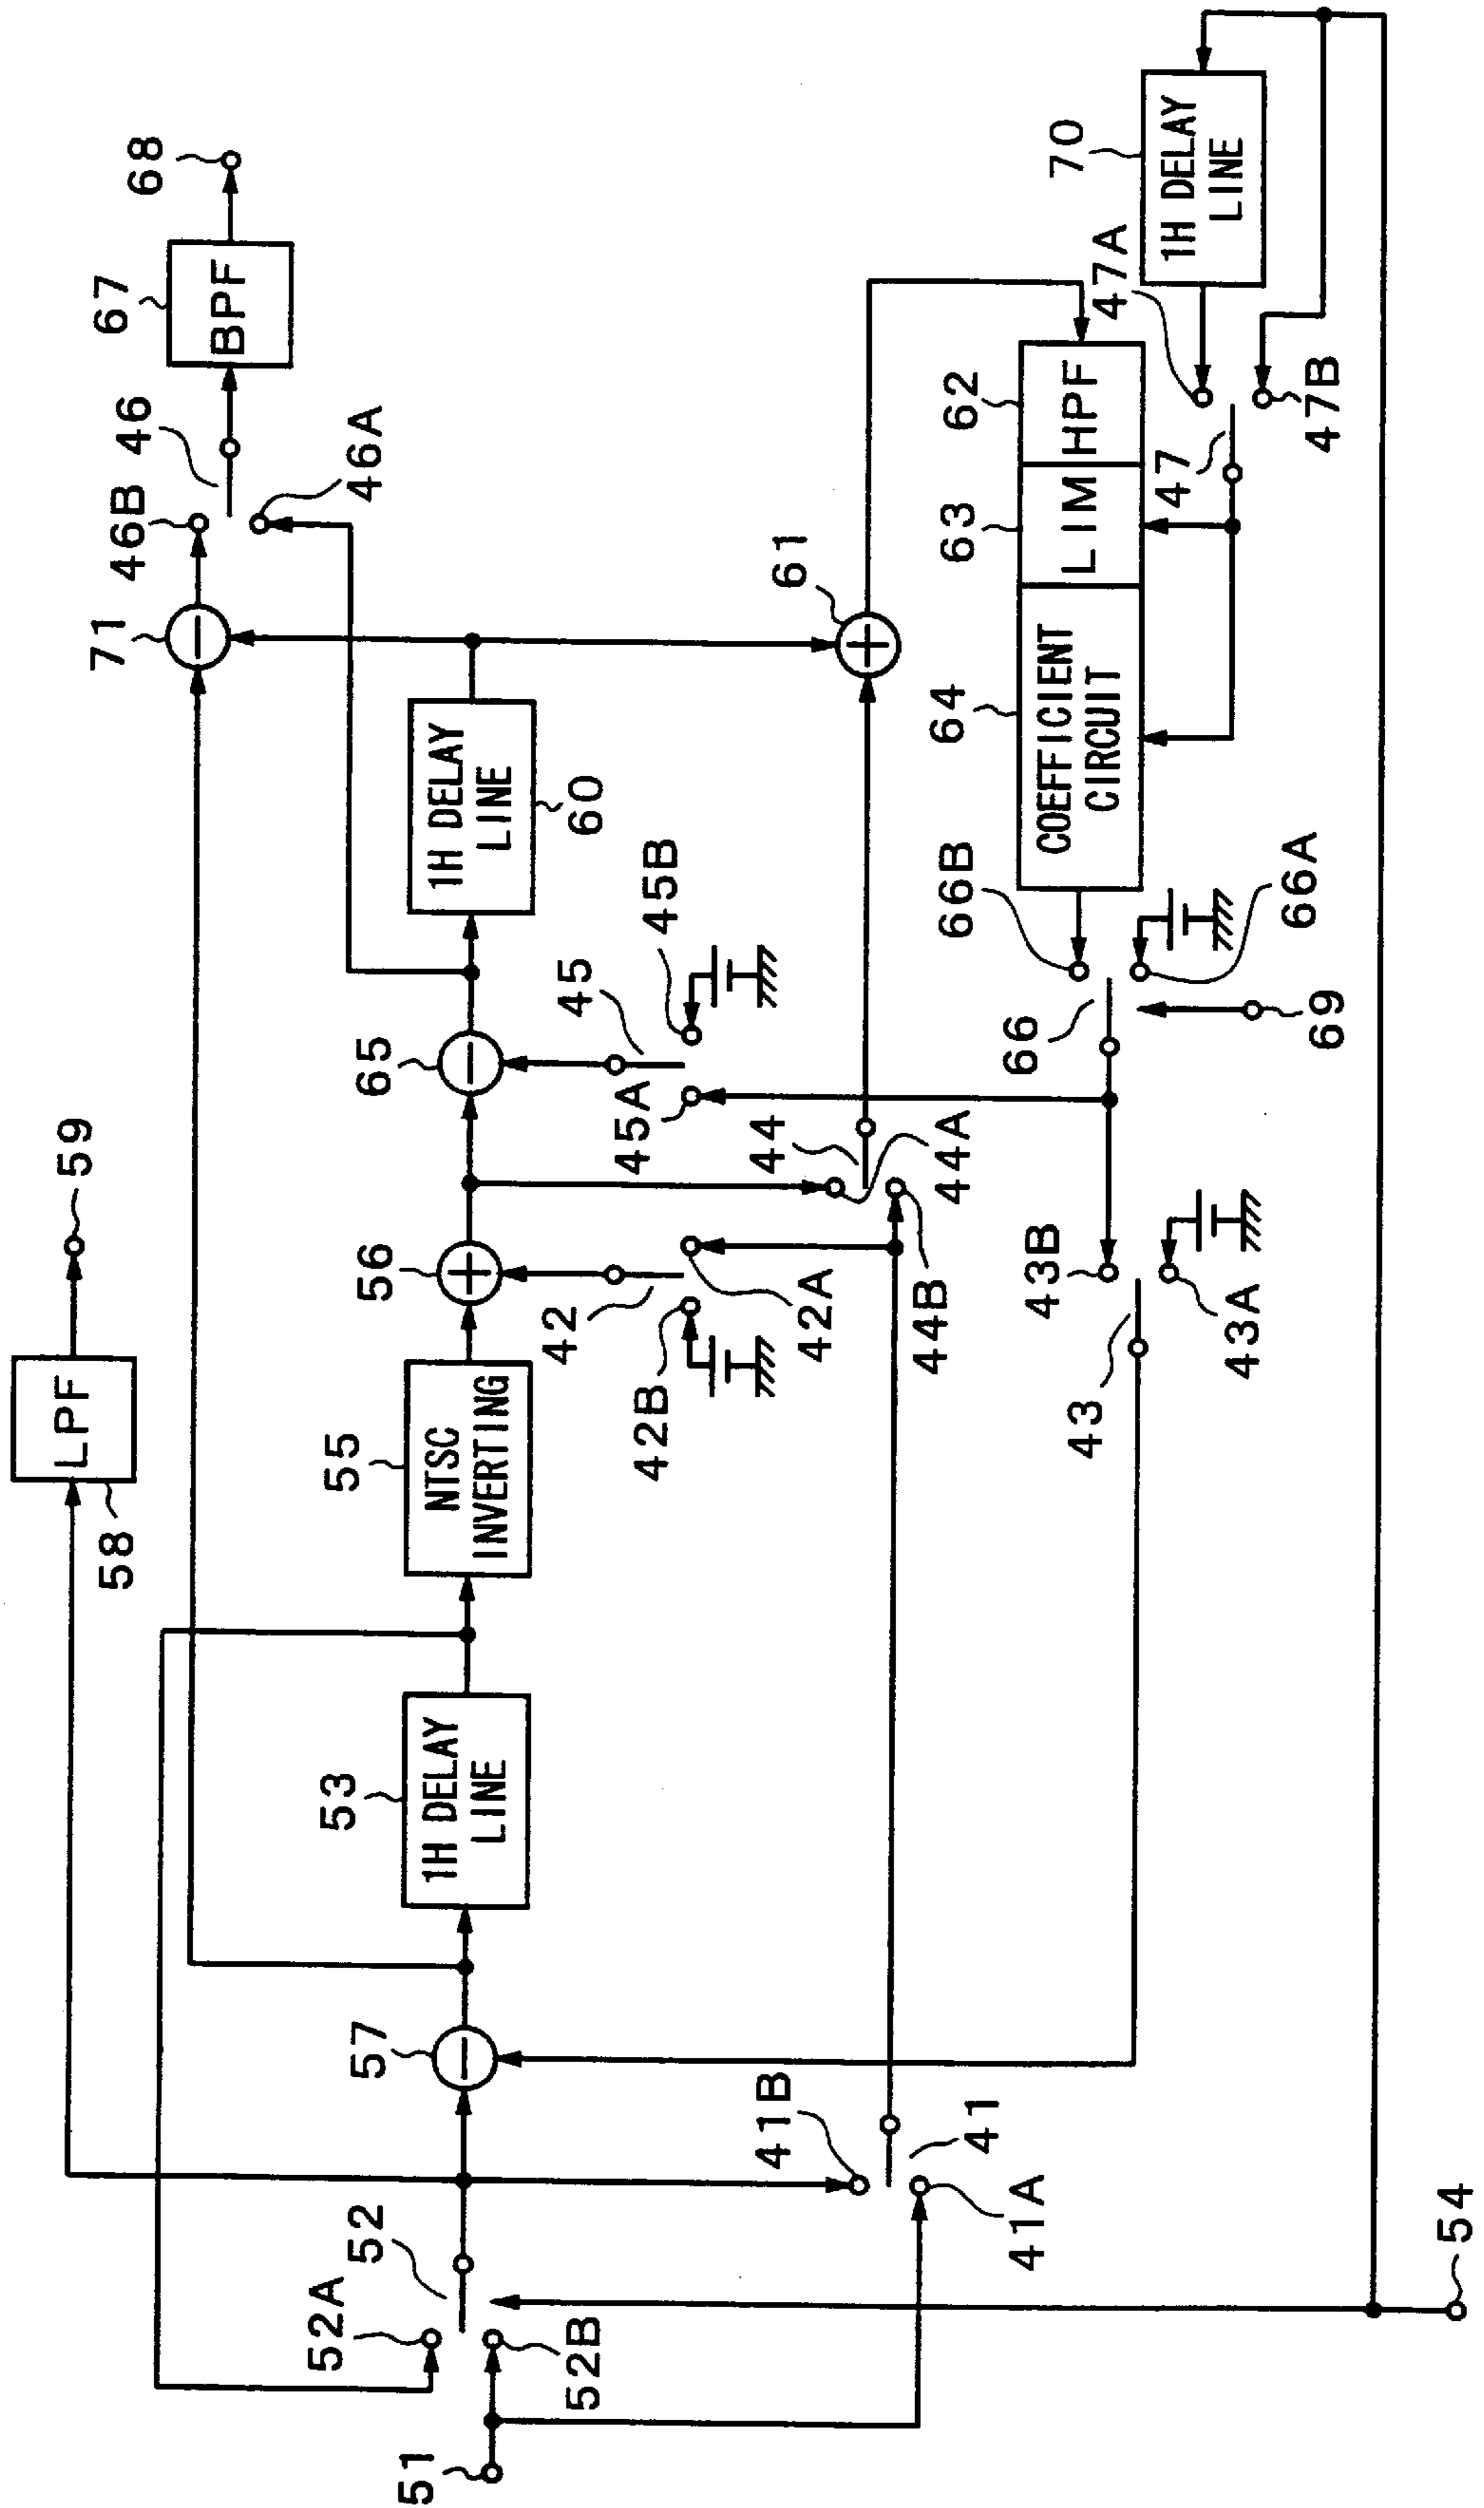 59
LPF
58
71
46B
46
67
BPF
68
46A
52A
52
57
53
1H DELAY
LINE
55
NTSC
INVERTING
56
65
1H DELAY
LINE
60
51
52B
42B
42
42A
45A
45
45B
61
41B
41
41A
44B
44
44A
43
43B
43A
66
66B
66A
69
64
COEFFICIENT
CIRCUIT
63
LIM
62
HPF
47
47A
47B
70
1H DELAY
LINE
54